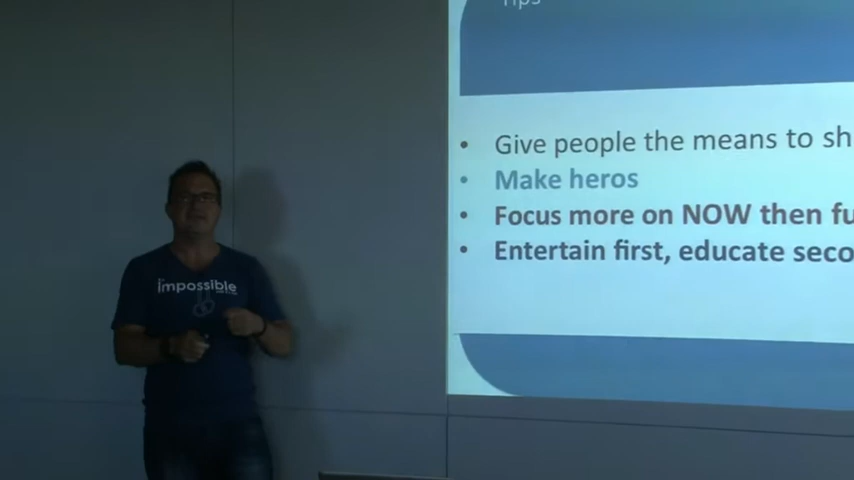 Tips
Give people the means to sh
Make heros
Focus more on NOW then fu
Entertain first, educate seco
impossible